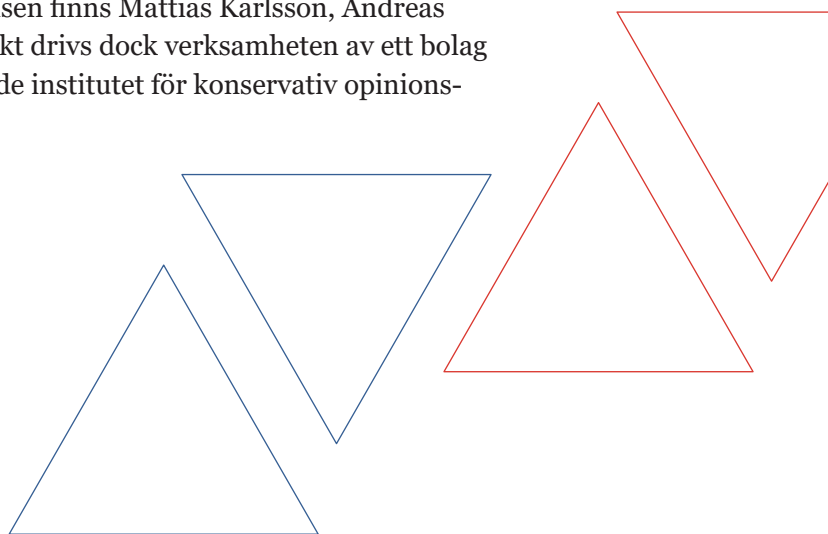 sen finns Mattias Karlsson, Andreas
kt drivs dock verksamheten av ett bolag
de institutet för konservativ opinions-